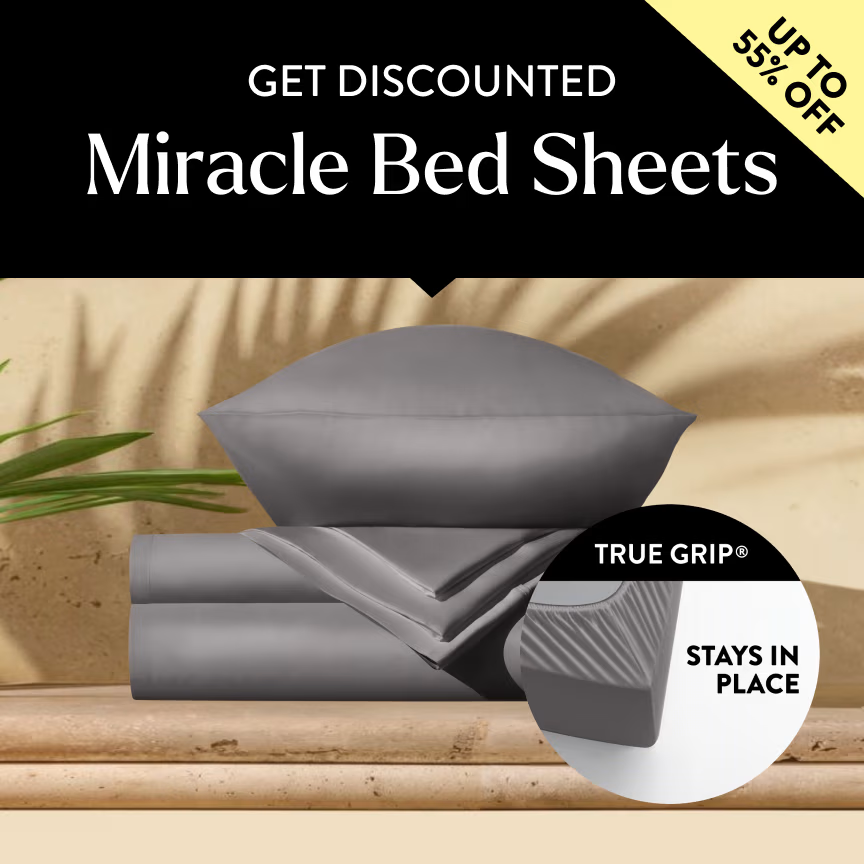 UP TO
55% OFF
GET DISCOUNTED
Miracle Bed Sheets
TRUE GRIP®
STAYS IN
PLACE